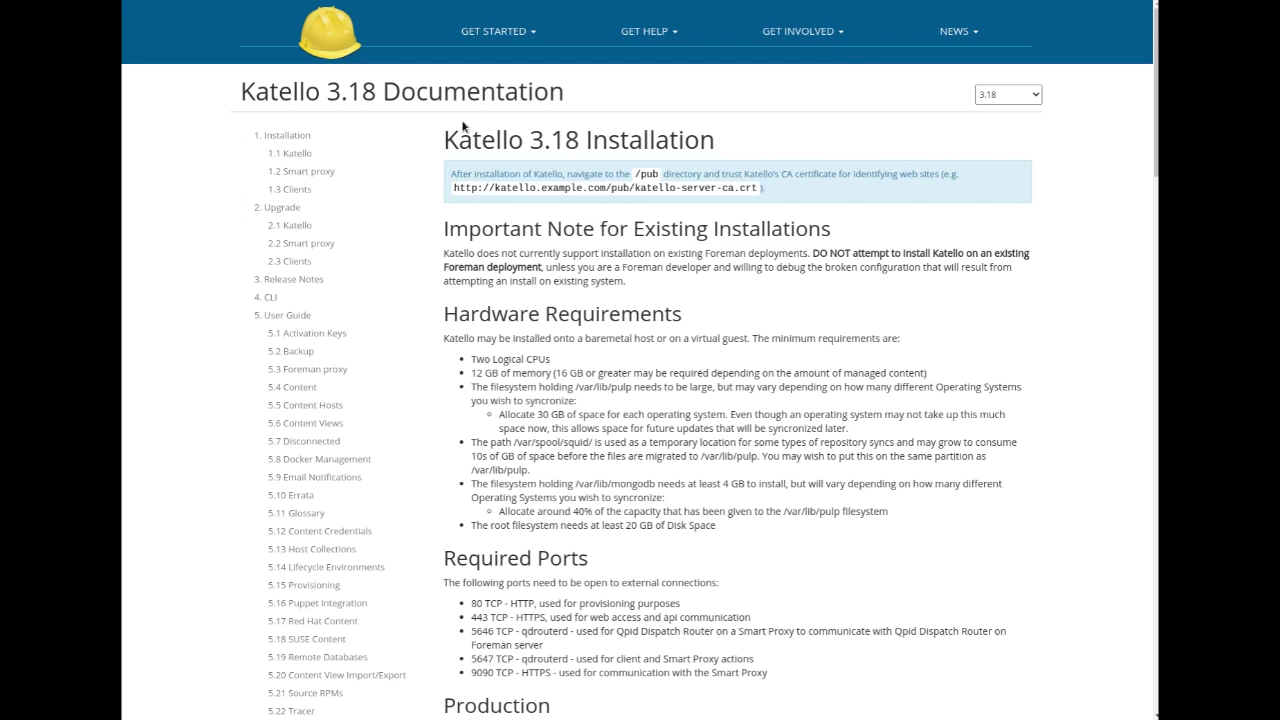 GET STARTED
GET HELP
GET INVOLVED
NEWS
Katello 3.18 Documentation
3.18
1. Installation
1.1 Katello
1.2 Smart proxy
1.3 Clients
2. Upgrade
2.1 Katello
2.2 Smart proxy
2.3 Clients
3. Release Notes
4. CLI
5. User Guide
5.1 Activation Keys
5.2 Backup
5.3 Foreman proxy
5.4 Content
5.5 Content Hosts
5.6 Content Views
5.7 Disconnected
5.8 Docker Management
5.9 Email Notifications
5.10 Errata
5.11 Glossary
5.12 Content Credentials
5.13 Host Collections
5.14 Lifecycle Environments
5.15 Provisioning
5.16 Puppet Integration
5.17 Red Hat Content
5.18 SUSE Content
5.19 Remote Databases
5.20 Content View Import/Export
5.21 Source RPMs
5.22 Tracer
Katello 3.18 Installation
After installation of Katello, navigate to the /pub directory and trust Katello's CA certificate for identifying web sites (e.g.
http://katello.example.com/pub/katello-server-ca.crt ).
Important Note for Existing Installations
Katello does not currently support installation on existing Foreman deployments. DO NOT attempt to install Katello on an existing
Foreman deployment, unless you are a Foreman developer and willing to debug the broken configuration that will result from
attempting an install on existing system.
Hardware Requirements
Katello may be installed onto a baremetal host or on a virtual guest. The minimum requirements are:
• Two Logical CPUs
• 12 GB of memory (16 GB or greater may be required depending on the amount of managed content)
• The filesystem holding /var/lib/pulp needs to be large, but may vary depending on how many different Operating Systems
you wish to syncronize:
◦ Allocate 30 GB of space for each operating system. Even though an operating system may not take up this much
space now, this allows space for future updates that will be syncronized later.
• The path /var/spool/squid/ is used as a temporary location for some types of repository syncs and may grow to consume
10s of GB of space before the files are migrated to /var/lib/pulp. You may wish to put this on the same partition as
/var/lib/pulp.
• The filesystem holding /var/lib/mongodb needs at least 4 GB to install, but will vary depending on how many different
Operating Systems you wish to syncronize:
◦ Allocate around 40% of the capacity that has been given to the /var/lib/pulp filesystem
• The root filesystem needs at least 20 GB of Disk Space
Required Ports
The following ports need to be open to external connections:
• 80 TCP - HTTP, used for provisioning purposes
• 443 TCP - HTTPS, used for web access and api communication
• 5646 TCP - qdrouterd - used for Qpid Dispatch Router on a Smart Proxy to communicate with Qpid Dispatch Router on
Foreman server
• 5647 TCP - qdrouterd - used for client and Smart Proxy actions
• 9090 TCP - HTTPS - used for communication with the Smart Proxy
Production